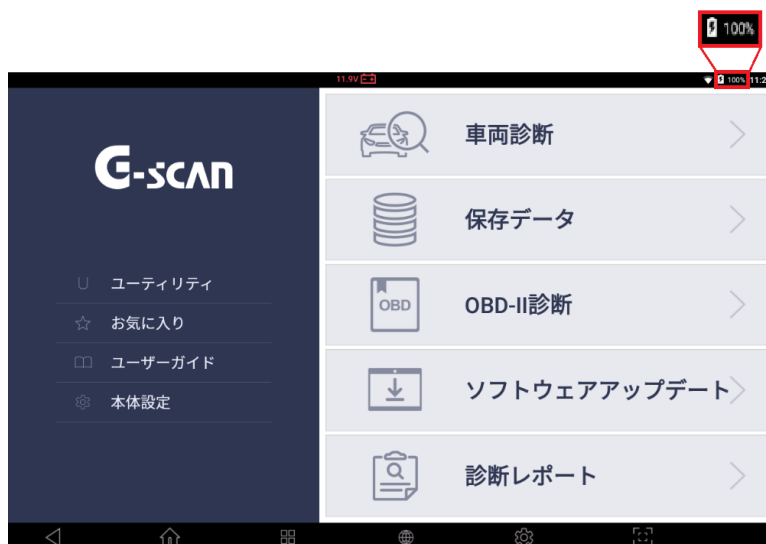 100%
11.9V
100%
11:2
G-scan
車両診断
保存データ
U ユーティリティ
お気に入り
ユーザーガイド
本体設定
OBD
OBD-II診断
ソフトウェアアップデート
診断レポート